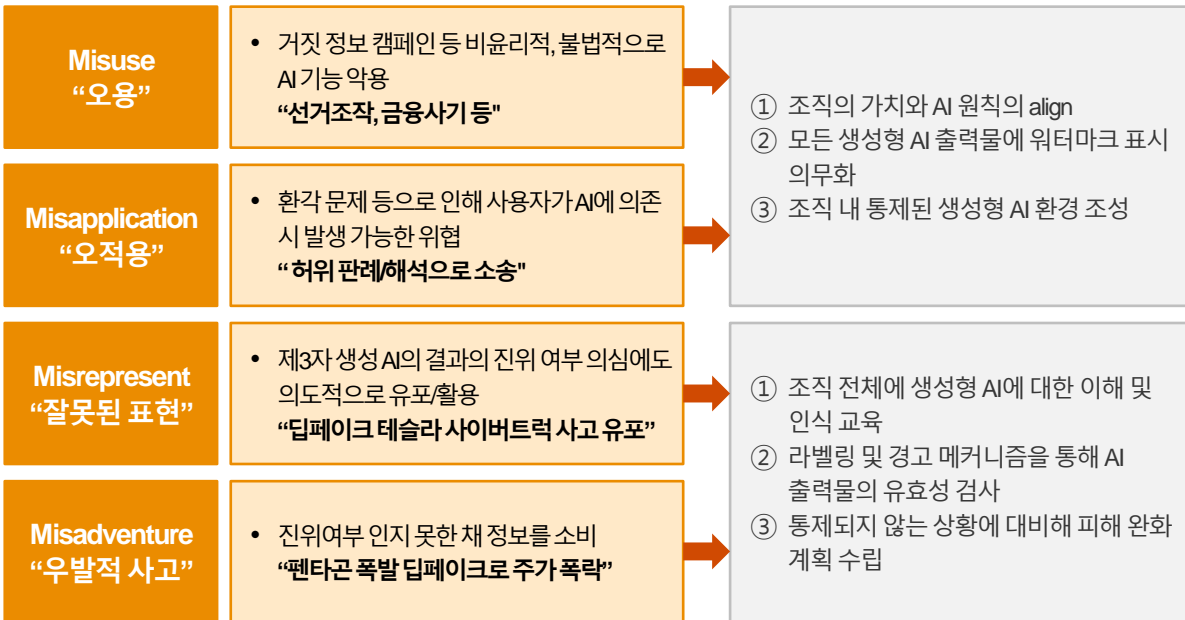 Misuse
“오용”
• 거짓 정보 캠페인 등 비윤리적, 불법적으로
AI 기능 악용
“선거조작, 금융사기 등"
Misapplication
“오적용”
• 환각 문제 등으로 인해 사용자가 AI에 의존
시 발생 가능한 위협
“ 허위 판례/해석으로 소송"
① 조직의 가치와 AI 원칙의 align
② 모든 생성형 AI 출력물에 워터마크 표시
의무화
③ 조직 내 통제된 생성형 AI 환경 조성
Misrepresent
“잘못된 표현”
• 제3자 생성 AI의 결과의 진위 여부 의심에도
의도적으로 유포/활용
“딥페이크 테슬라 사이버트럭 사고 유포”
Misadventure
“우발적 사고”
• 진위여부 인지 못한 채 정보를 소비
“펜타곤 폭발 딥페이크로 주가 폭락”
① 조직 전체에 생성형 AI에 대한 이해 및
인식 교육
② 라벨링 및 경고 메커니즘을 통해 AI
출력물의 유효성 검사
③ 통제되지 않는 상황에 대비해 피해 완화
계획 수립